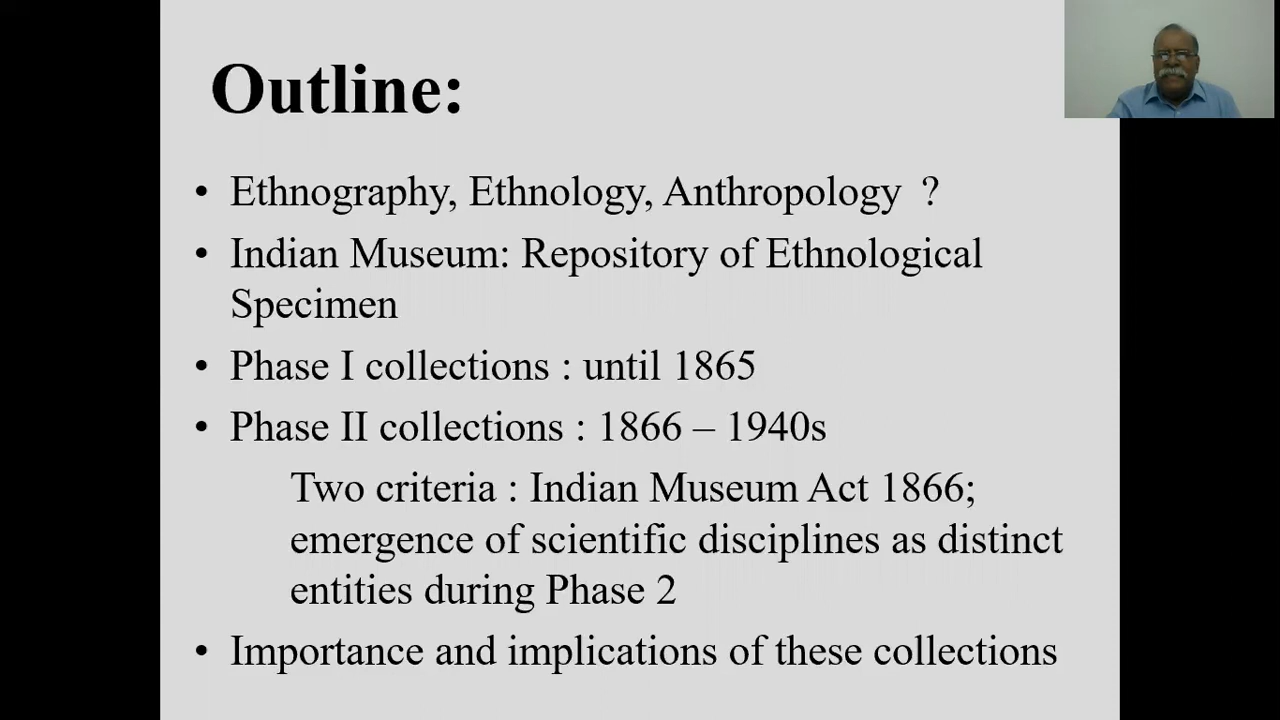 Outline:
• Ethnography, Ethnology, Anthropology ?
• Indian Museum: Repository of Ethnological
Specimen
• Phase I collections : until 1865
• Phase II collections : 1866 – 1940s
Two criteria : Indian Museum Act 1866;
emergence of scientific disciplines as distinct
entities during Phase 2
• Importance and implications of these collections